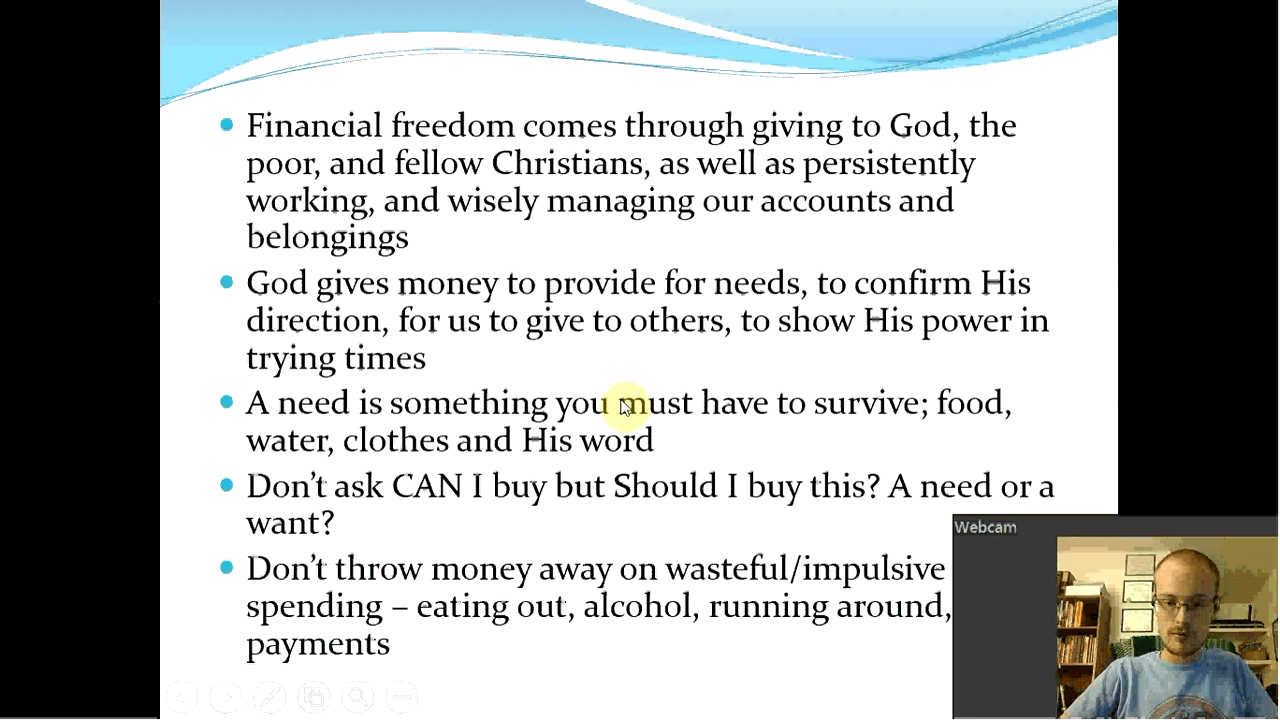 Financial freedom comes through giving to God, the
poor, and fellow Christians, as well as persistently
working, and wisely managing our accounts and
belongings
God gives money to provide for needs, to confirm His
direction, for us to give to others, to show His power in
trying times
A need is something you must have to survive; food,
water, clothes and His word
Don't ask CAN I buy but Should I buy this? A need or a
want?
Don't throw money away on wasteful/impulsive
spending – eating out, alcohol, running around,
payments
Webcam